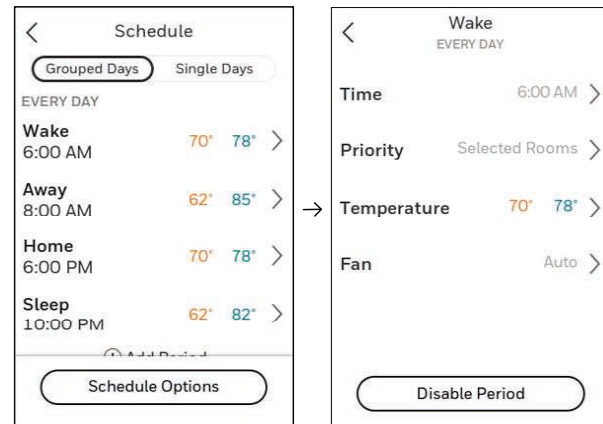 Schedule
Grouped Days Single Days
EVERY DAY
Wake 70° 78°
6:00 AM
Away 62° 85°
8:00 AM
Home 70° 78°
6:00 PM
Sleep 62° 82°
10:00 PM
Add Period
Schedule Options
Wake
EVERY DAY
Time 6:00 AM
Priority Selected Rooms
Temperature 70° 78°
Fan Auto
Disable Period